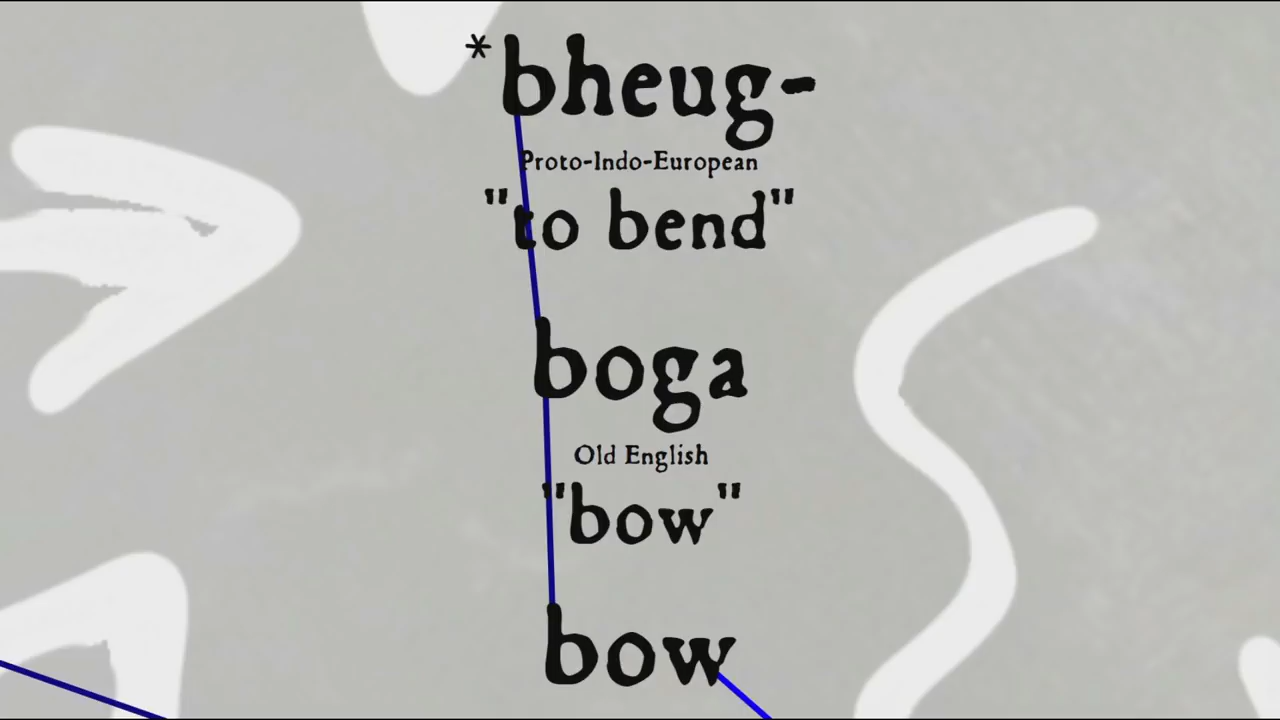 *bheug-
Proto-Indo-European
"to bend"
boga
Old English
"bow"
bow